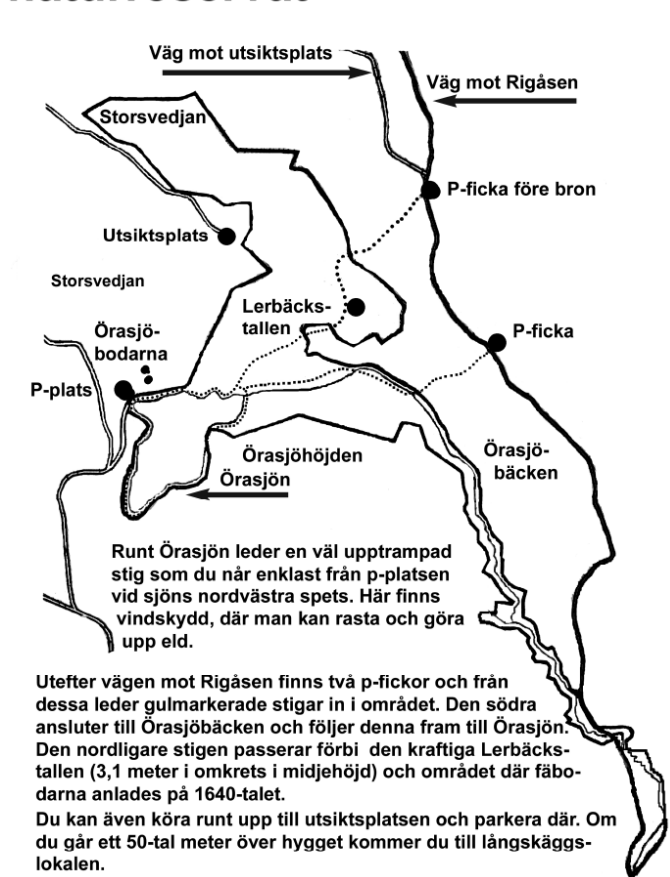 Väg mot utsiktsplats
Väg mot Rigåsen
Storsvedjan
P-ficka före bron
Utsiktsplats
Storsvedjan
Lerbäcks-
tallen
P-ficka
Örasjö-
bodarna
P-plats
Örasjöhöjden
Örasjö-
bäcken
Örasjön
Runt Örasjön leder en väl upptrampad
stig som du når enklast från p-platsen
vid sjöns nordvästra spets. Här finns
vindskydd, där man kan rasta och göra
upp eld.
Utefter vägen mot Rigåsen finns två p-fickor och från
dessa leder gulmarkerade stigar in i området. Den södra
ansluter till Örasjöbäcken och följer denna fram till Örasjön.
Den nordligare stigen passerar förbi den kraftiga Lerbäcks-
tallen (3,1 meter i omkrets i midjehöjd) och området där fäbo-
darna anlades på 1640-talet.
Du kan även köra runt upp till utsiktsplatsen och parkera där. Om
du går ett 50-tal meter över hygget kommer du till långskäggs-
lokalen.